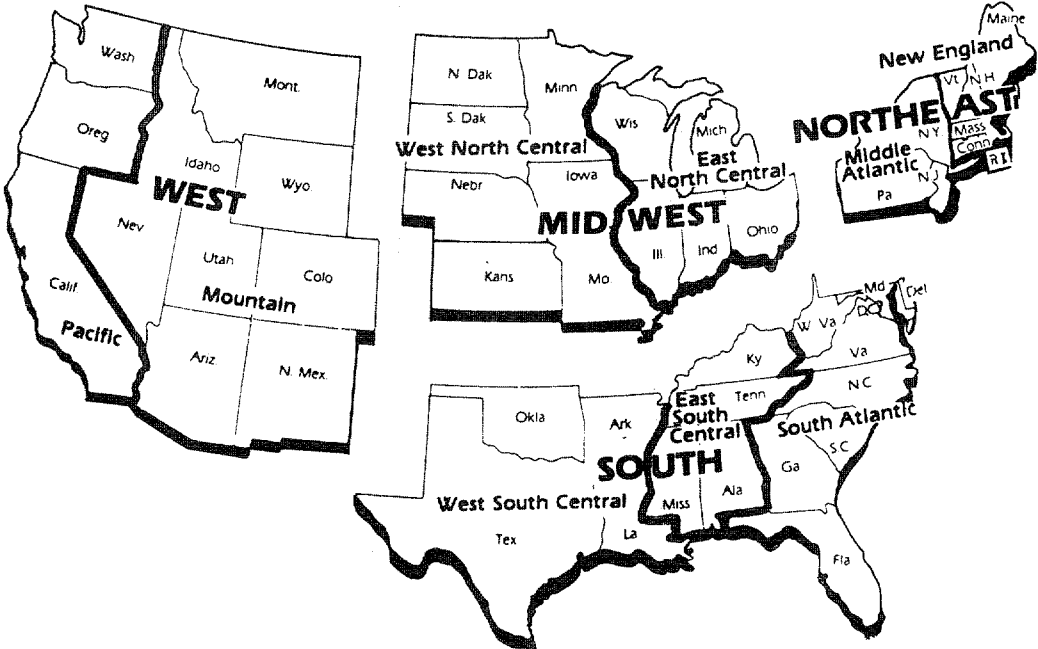 Wash
Oreg
Calif.
Pacific
WEST
Mont.
Idaho
Wyo.
Nev
Utah
Colo
Mountain
Ariz.
N. Mex.
N. Dak
Minn
S. Dak
West North Central
Nebr
Iowa
Kans
Mo.
MIDWEST
Wis
Mich
East
North Central
Ill.
Ind
Ohio
Maine
New England
Vt
N H
NORTHEAST
N Y
Mass
Conn
R I
Middle
Atlantic
N J
Pa
Md
Del
D C
W Va
Va
Ky
N C
Tenn
East
South
Central
South Atlantic
S C
Ga
Okla
Ark
SOUTH
West South Central
Miss
Ala
Tex
La
Fla